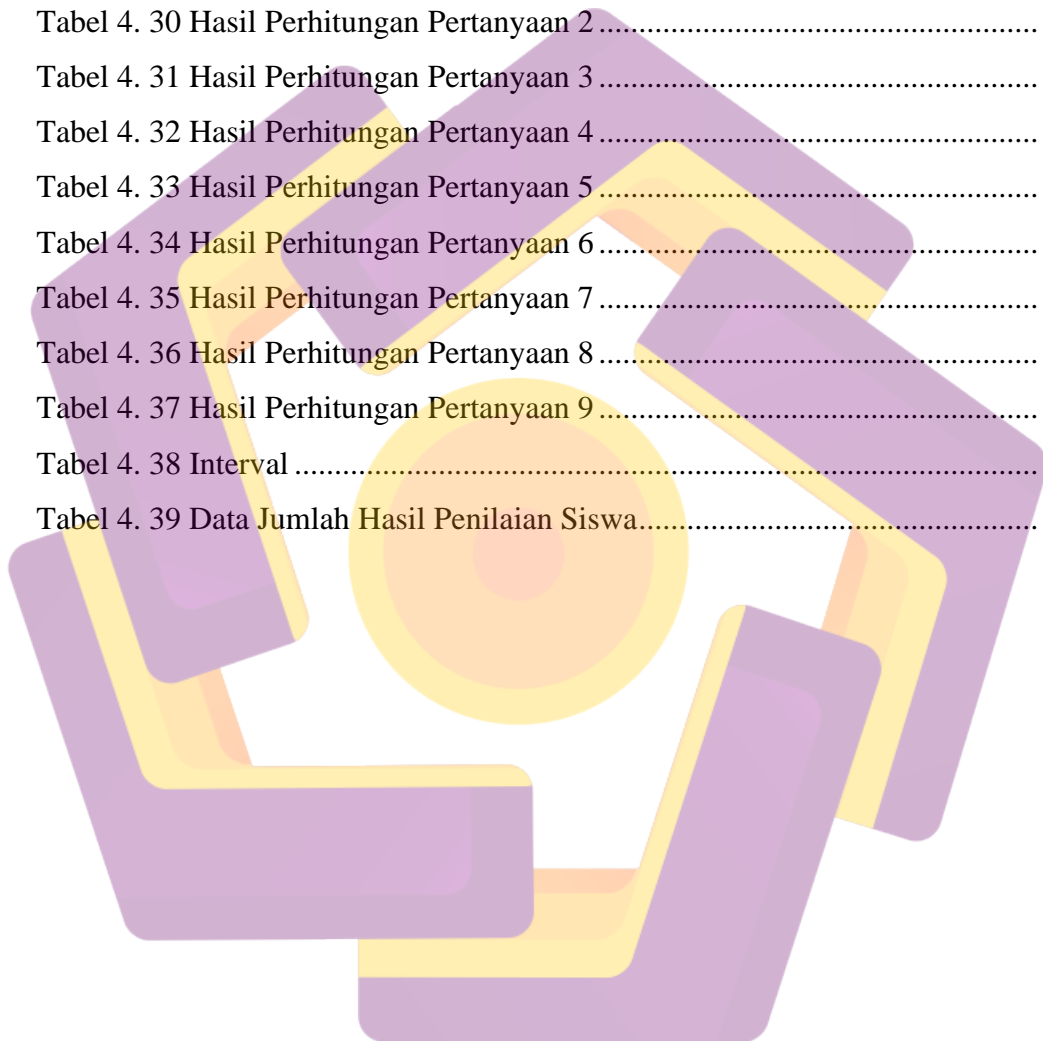 Tabel 4. 30 Hasil Perhitungan Pertanyaan 2.................................................................................
Tabel 4. 31 Hasil Perhitungan Pertanyaan 3.................................................................................
Tabel 4. 32 Hasil Perhitungan Pertanyaan 4.................................................................................
Tabel 4. 33 Hasil Perhitungan Pertanyaan 5.................................................................................
Tabel 4. 34 Hasil Perhitungan Pertanyaan 6.................................................................................
Tabel 4. 35 Hasil Perhitungan Pertanyaan 7.................................................................................
Tabel 4. 36 Hasil Perhitungan Pertanyaan 8.................................................................................
Tabel 4. 37 Hasil Perhitungan Pertanyaan 9.................................................................................
Tabel 4. 38 Interval.................................................................................
Tabel 4. 39 Data Jumlah Hasil Penilaian Siswa.................................................................................